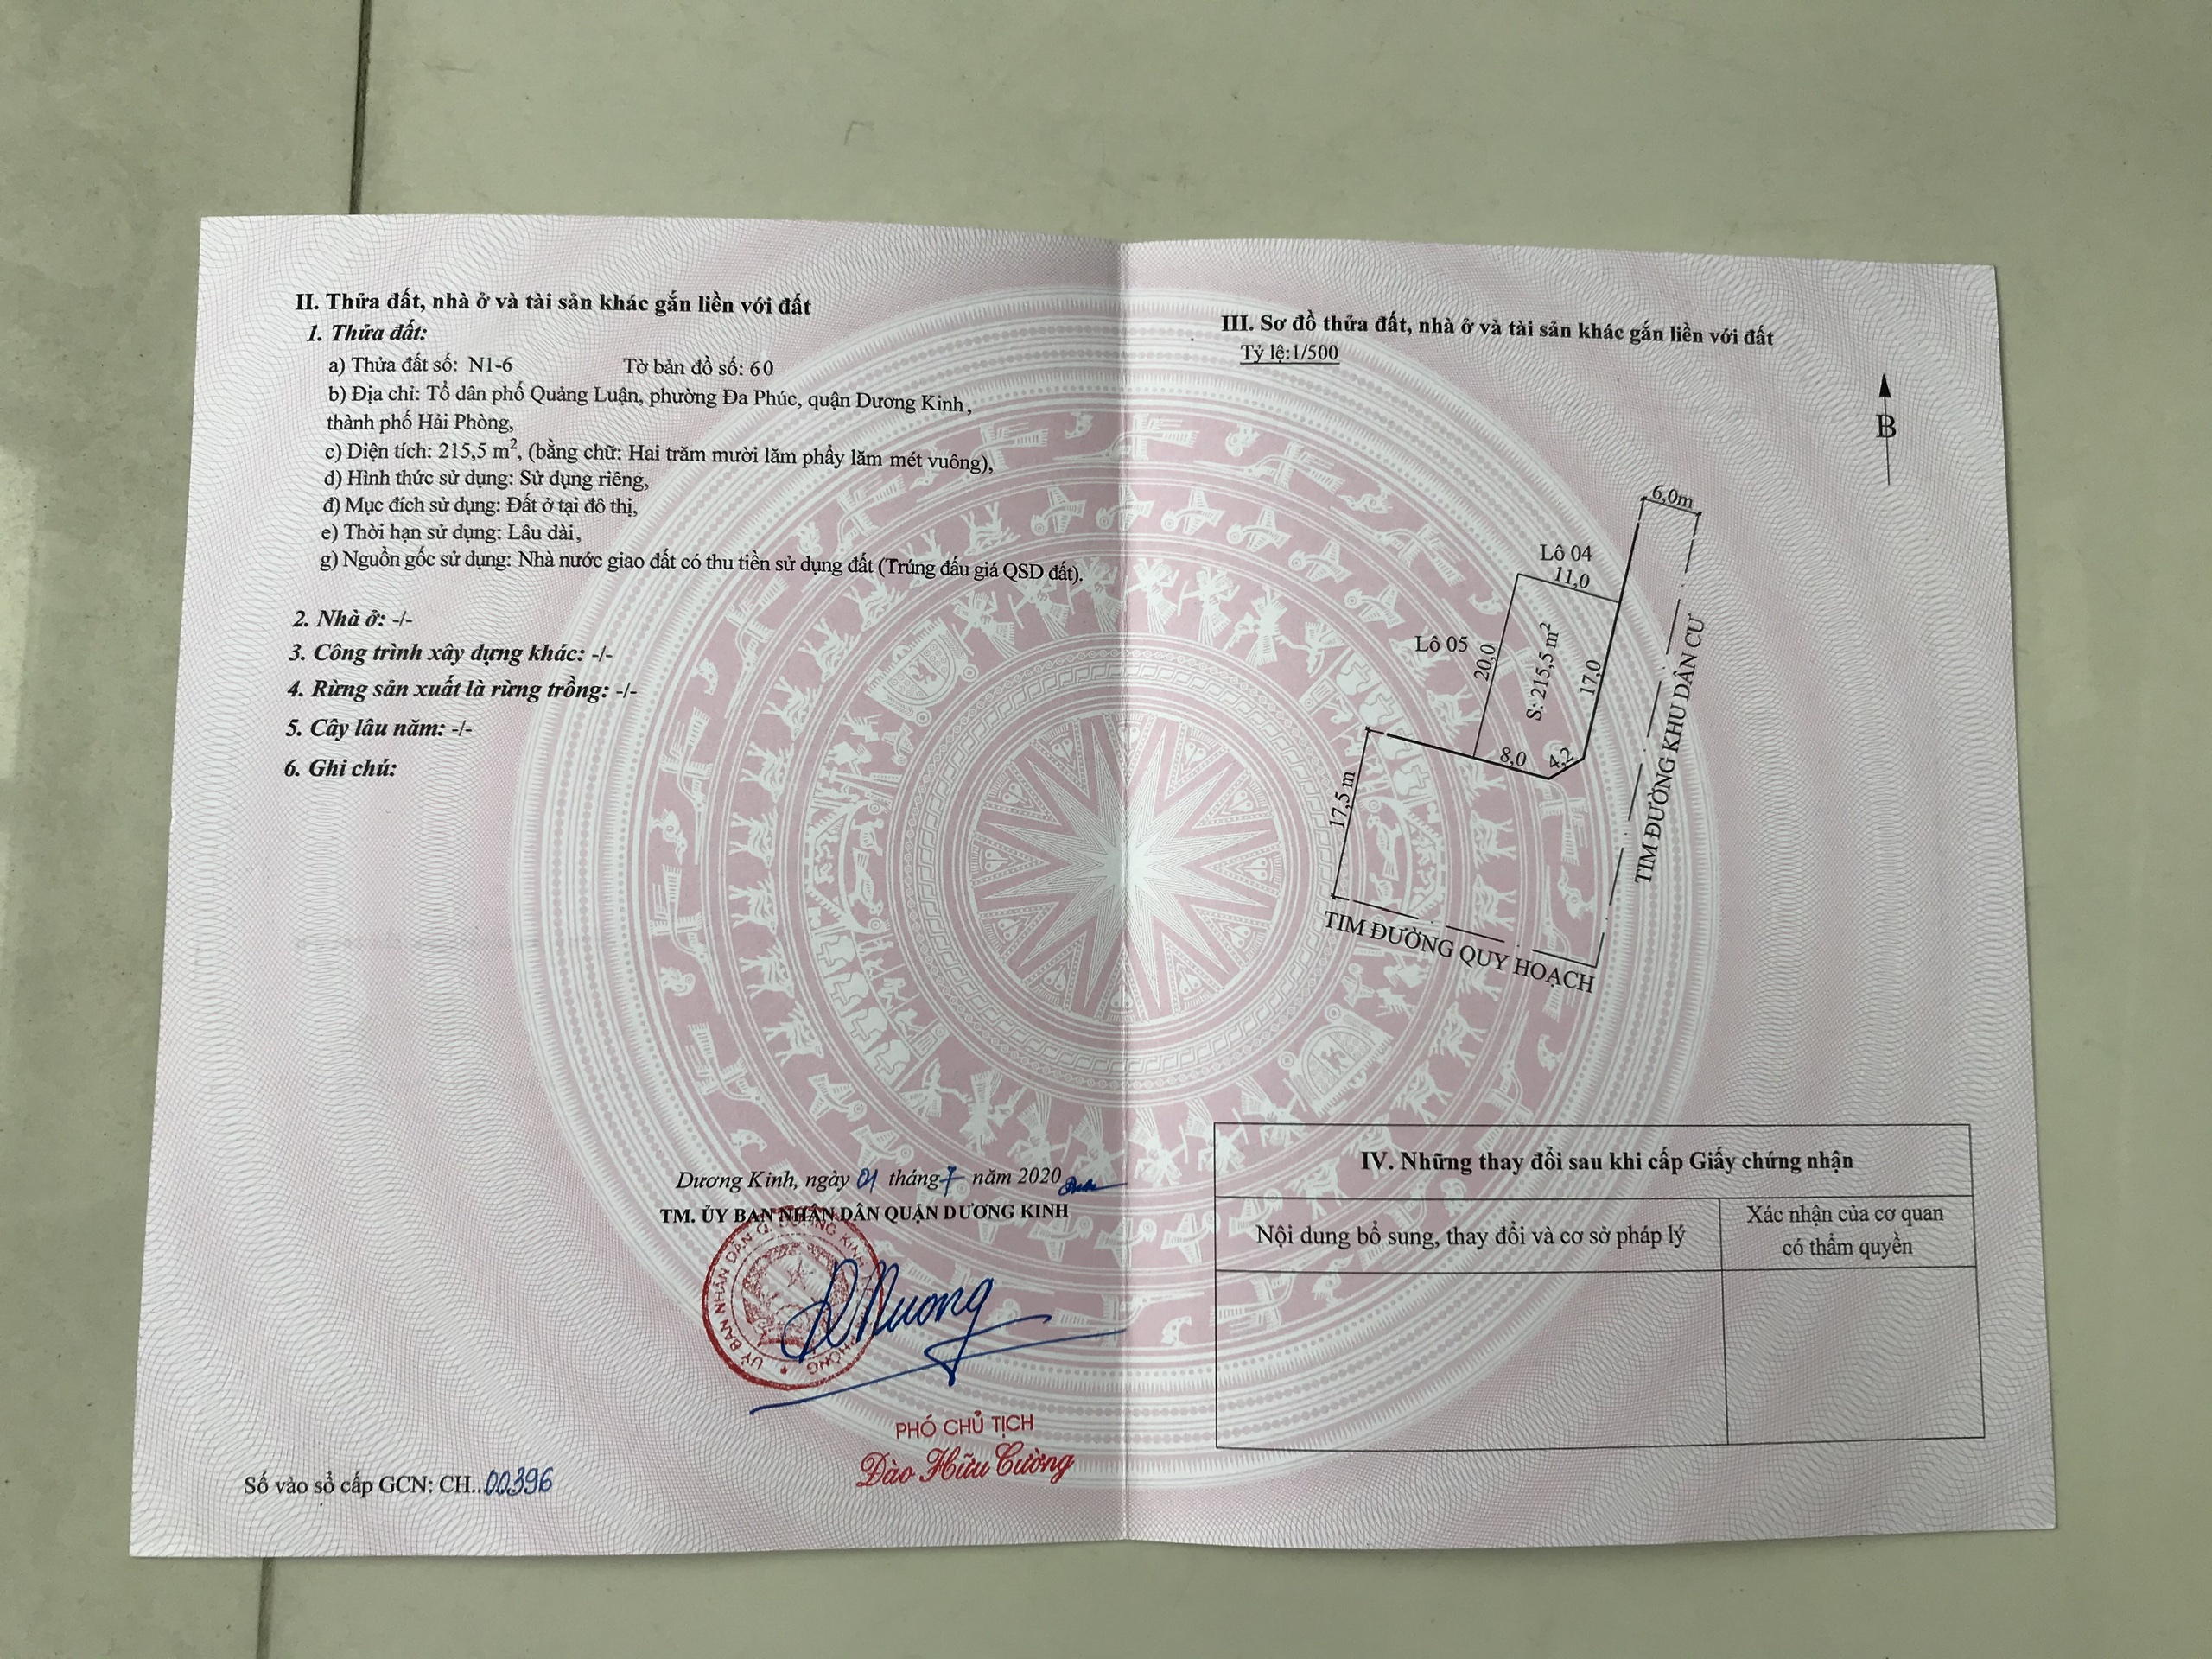 II. Thửa đất, nhà ở và tài sản khác gắn liền với đất
1. Thửa đất:
a) Thửa đất số: N1-6 Tờ bản đồ số: 60
b) Địa chỉ: Tổ dân phố Quảng Luận, phường Đa Phúc, quận Dương Kinh,
thành phố Hải Phòng,
c) Diện tích: 215,5 m², (bằng chữ: Hai trăm mười lăm phẩy lăm mét vuông),
d) Hình thức sử dụng: Sử dụng riêng,
đ) Mục đích sử dụng: Đất ở tại đô thị,
e) Thời hạn sử dụng: Lâu dài,
g) Nguồn gốc sử dụng: Nhà nước giao đất có thu tiền sử dụng đất (Trúng đấu giá QSD đất).
2. Nhà ở: -/-
3. Công trình xây dựng khác: -/-
4. Rừng sản xuất là rừng trồng: -/-
5. Cây lâu năm: -/-
6. Ghi chú:
Dương Kinh, ngày 01 tháng 7 năm 2020
TM. ỦY BAN NHÂN DÂN QUẬN DƯƠNG KINH
UỶ BAN NHÂN DÂN Q. DƯƠNG KINH
PHÒNG
PHÓ CHỦ TỊCH
Đào Hữu Cường
Số vào sổ cấp GCN: CH...00396
III. Sơ đồ thửa đất, nhà ở và tài sản khác gắn liền với đất
Tỷ lệ:1/500
B
6,0m
Lô 04
11,0
Lô 05
20,0
S: 215,5 m²
17,0
8,0
4,2
17,5 m
TIM ĐƯỜNG KHU DÂN CƯ
TIM ĐƯỜNG QUY HOẠCH
IV. Những thay đổi sau khi cấp Giấy chứng nhận
Nội dung bổ sung, thay đổi và cơ sở pháp lý
Xác nhận của cơ quan
có thẩm quyền